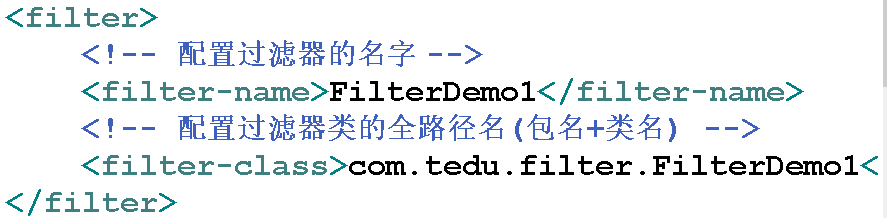 <filter>
<!-- 配置过滤器的名字 -->
<filter-name>FilterDemo1</filter-name>
<!-- 配置过滤器类的全路径名(包名+类名) -->
<filter-class>com.tedu.filter.FilterDemo1<
</filter>